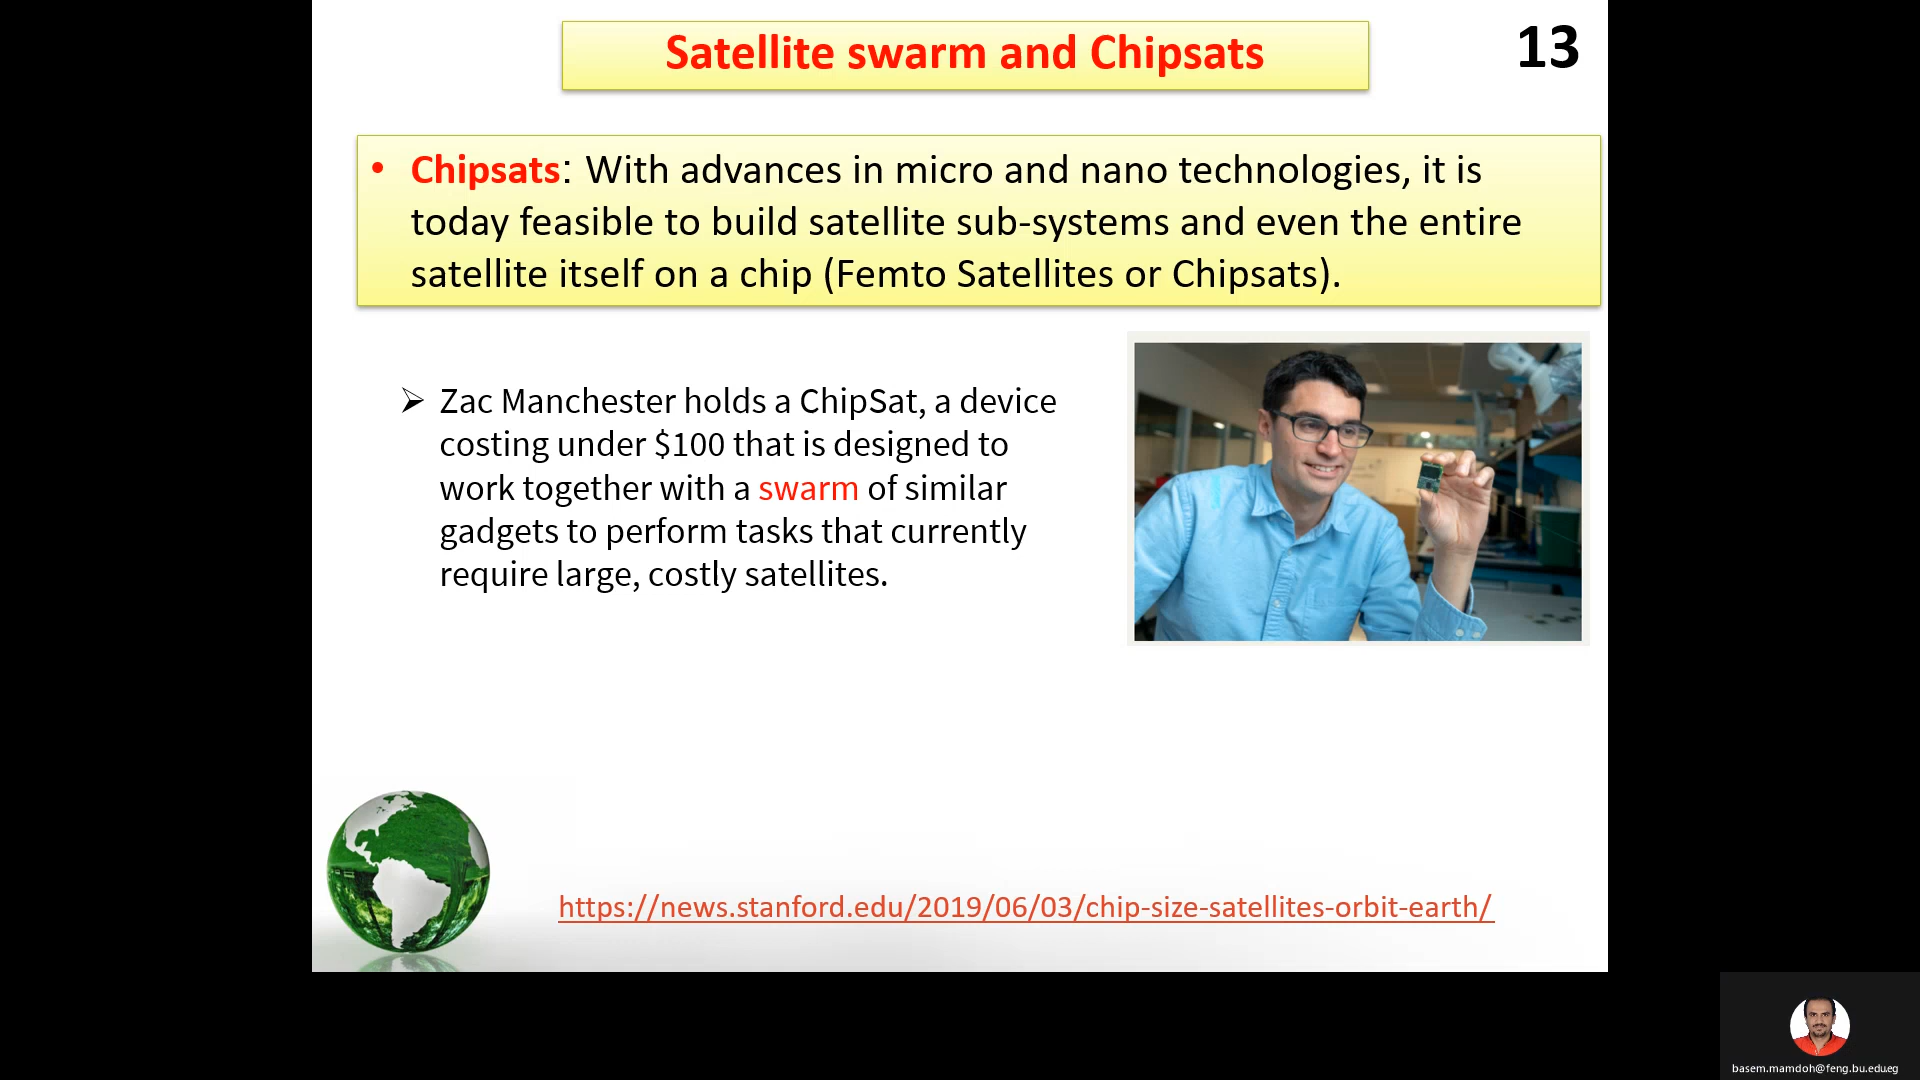 Satellite swarm and Chipsats
13
• Chipsats: With advances in micro and nano technologies, it is
today feasible to build satellite sub-systems and even the entire
satellite itself on a chip (Femto Satellites or Chipsats).
➢ Zac Manchester holds a ChipSat, a device
costing under $100 that is designed to
work together with a swarm of similar
gadgets to perform tasks that currently
require large, costly satellites.
https://news.stanford.edu/2019/06/03/chip-size-satellites-orbit-earth/
basem.mamdoh@feng.bu.edu.eg